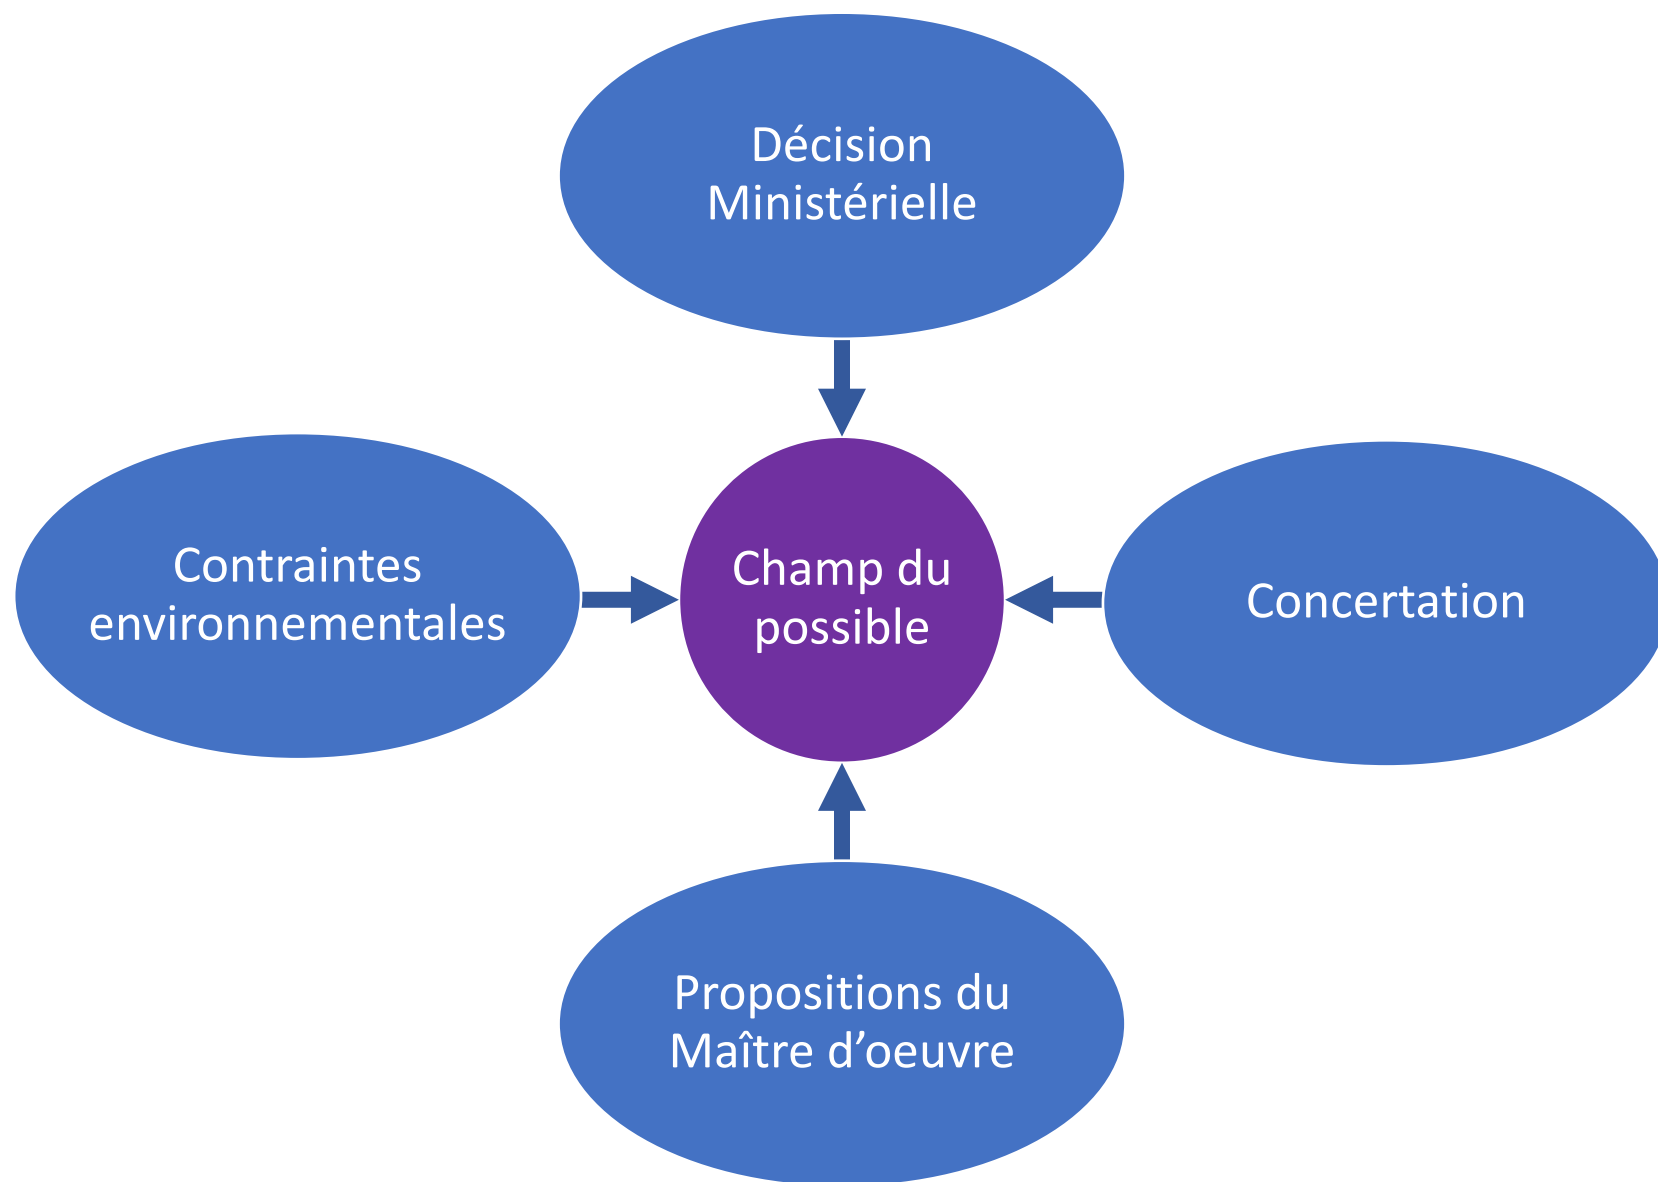 Décision
Ministérielle
Contraintes
environnementales
Champ du
possible
Concertation
Propositions du
Maître d’oeuvre